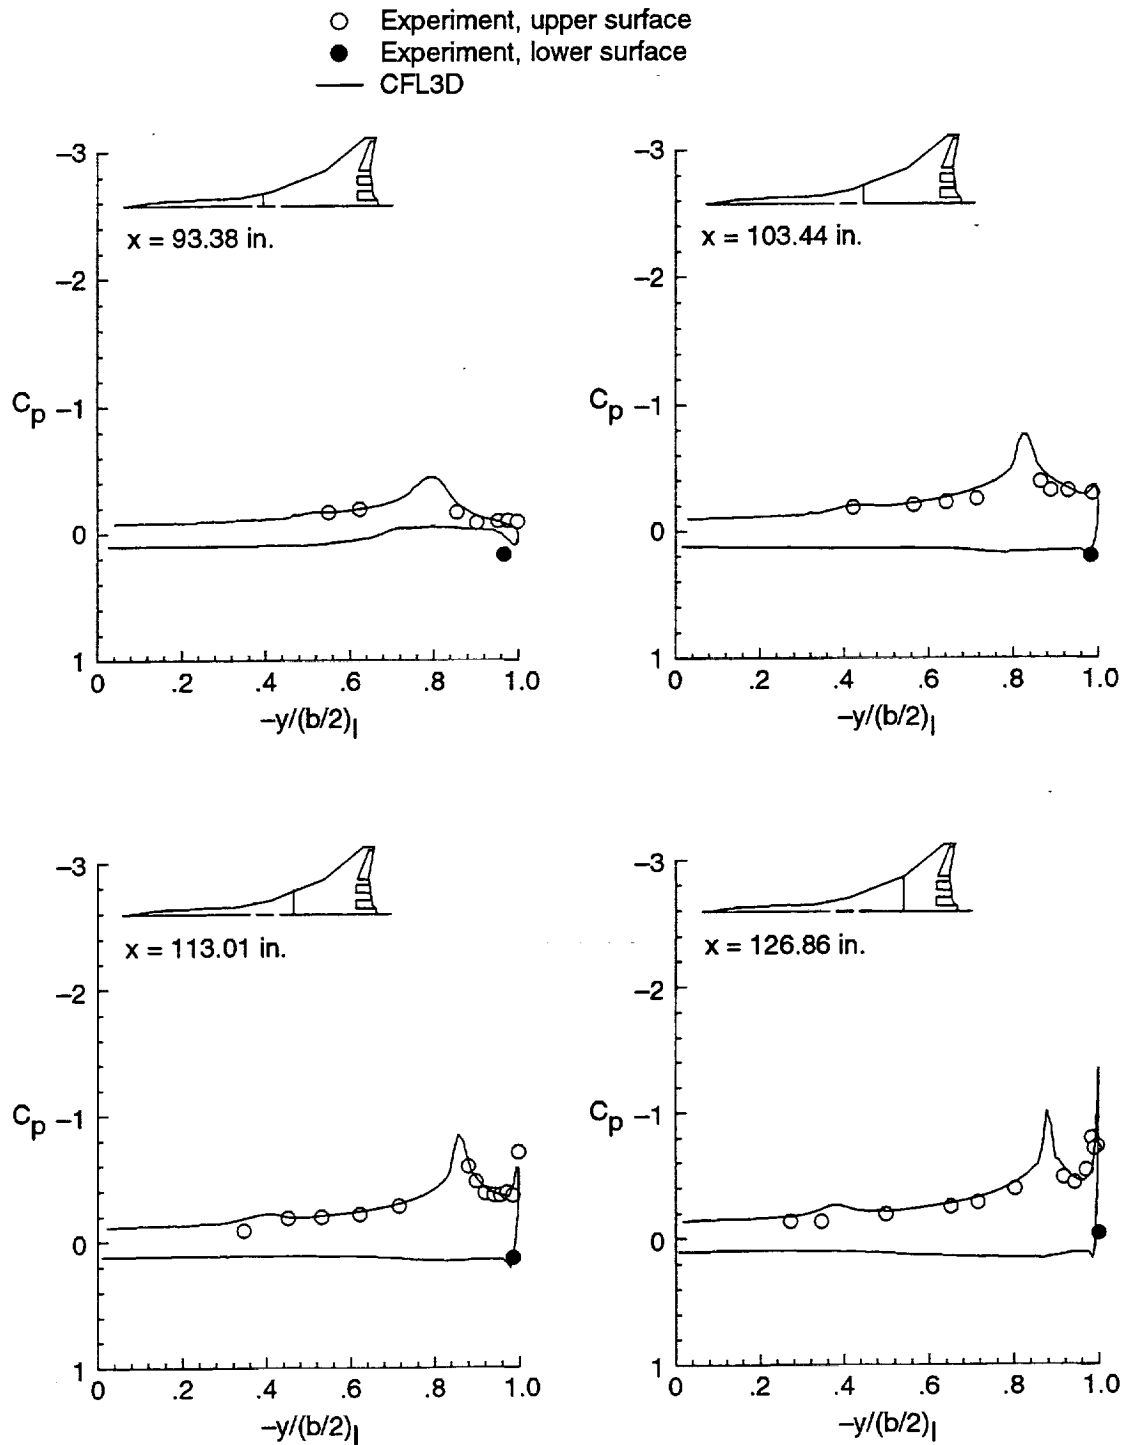 Experiment, upper surface
Experiment, lower surface
CFL3D
–3
–2
Cp –1
0
1
0 .2 .4 .6 .8 1.0
–y/(b/2)l
x = 93.38 in.
–3
–2
Cp –1
0
1
0 .2 .4 .6 .8 1.0
–y/(b/2)l
x = 103.44 in.
–3
–2
Cp –1
0
1
0 .2 .4 .6 .8 1.0
–y/(b/2)l
x = 113.01 in.
–3
–2
Cp –1
0
1
0 .2 .4 .6 .8 1.0
–y/(b/2)l
x = 126.86 in.